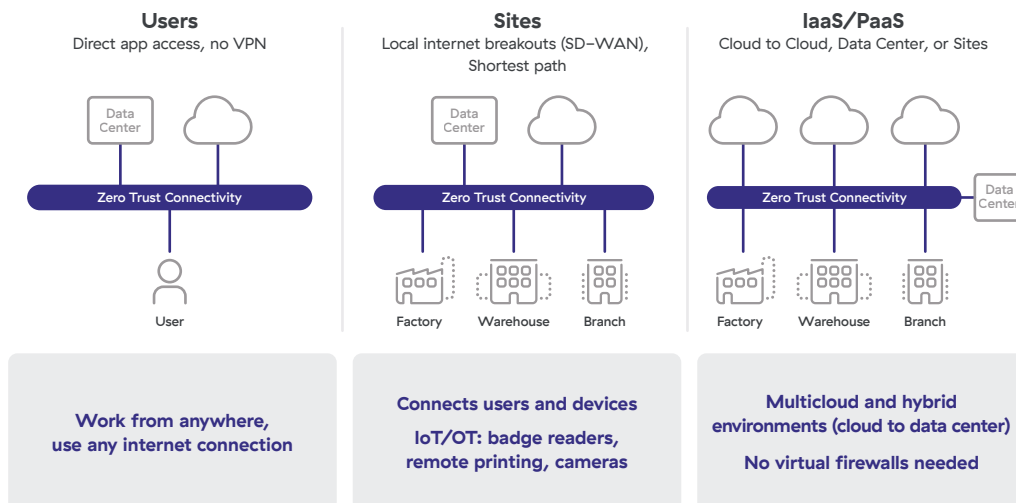 Users
Direct app access, no VPN
Data
Center
Zero Trust Connectivity
User
Work from anywhere,
use any internet connection
Sites
Local internet breakouts (SD-WAN),
Shortest path
Data
Center
Zero Trust Connectivity
Factory
Warehouse
Branch
Connects users and devices
IoT/OT: badge readers,
remote printing, cameras
IaaS/PaaS
Cloud to Cloud, Data Center, or Sites
Zero Trust Connectivity
Data
Center
Factory
Warehouse
Branch
Multicloud and hybrid
environments (cloud to data center)
No virtual firewalls needed